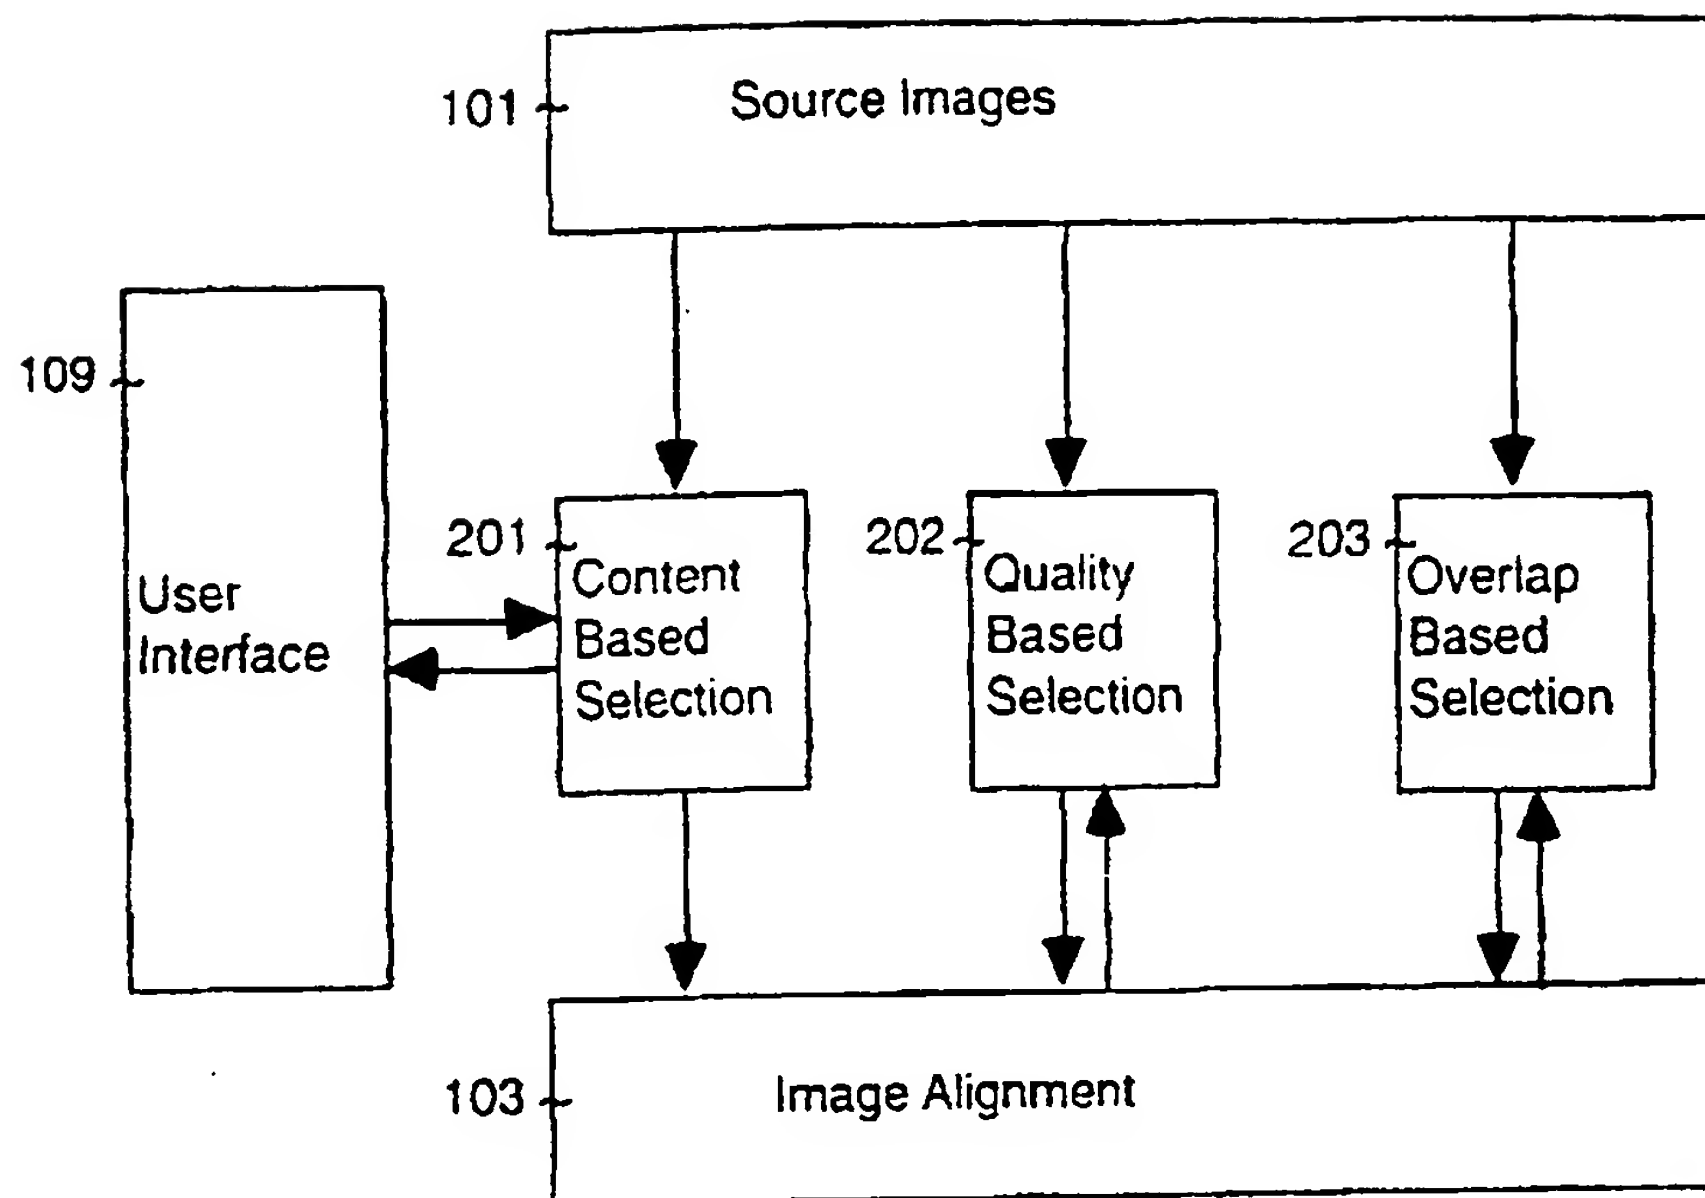 101
Source Images
109
User
Interface
201
Content
Based
Selection
202
Quality
Based
Selection
203
Overlap
Based
Selection
103
Image Alignment